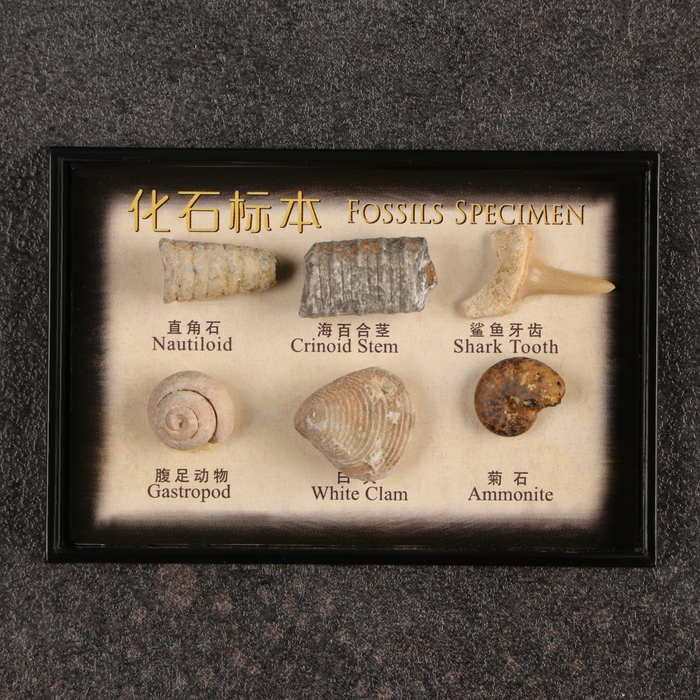 化石标本 FOSSILS SPECIMEN
直角石 海百合茎 鲨鱼牙齿
Nautiloid Crinoid Stem Shark Tooth
腹足动物 菊石
Gastropod White Clam Ammonite